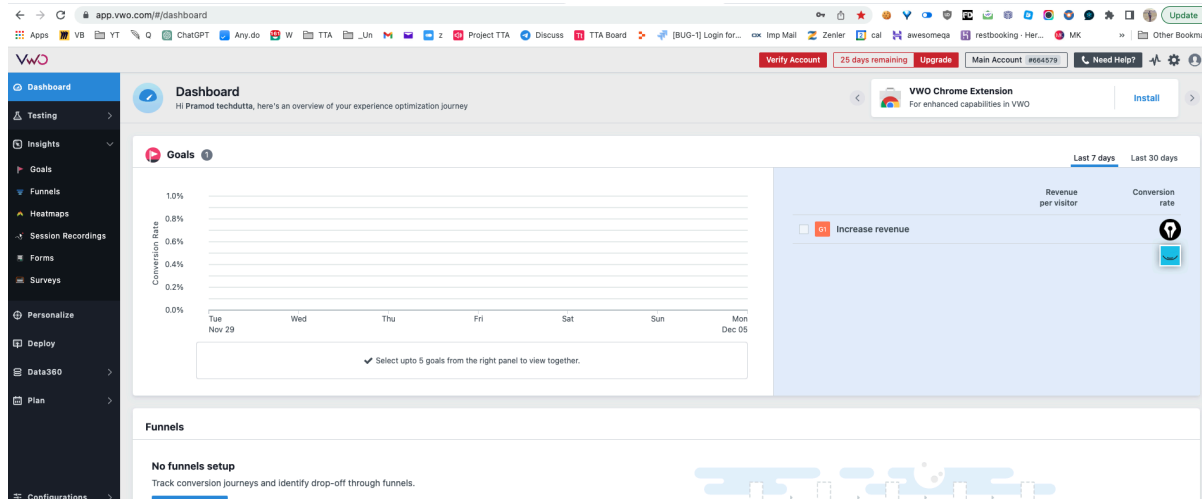 app.vwo.com/#/dashboard
Update
Apps VB YT Q ChatGPT Any.do W TTA _Un M z Project TTA Discuss TTA Board [BUG-1] Login for... Imp Mail Zenler cal awesomeqa restbooking - Her... MK » Other Bookma
VWO Verify Account 25 days remaining Upgrade Main Account #664579 Need Help?
Dashboard
Testing
Insights
Goals
Funnels
Heatmaps
Session Recordings
Forms
Surveys
Personalize
Deploy
Data360
Plan
Configurations
Dashboard
Hi Pramod techdutta, here's an overview of your experience optimization journey
VWO Chrome Extension
For enhanced capabilities in VWO
Install
Goals 1
Last 7 days Last 30 days
Conversion Rate
1.0%
0.8%
0.6%
0.4%
0.2%
0.0%
Tue Wed Thu Fri Sat Sun Mon
Nov 29 Dec 05
Select upto 5 goals from the right panel to view together.
Revenue per visitor
Conversion rate
G1 Increase revenue
Funnels
No funnels setup
Track conversion journeys and identify drop-off through funnels.